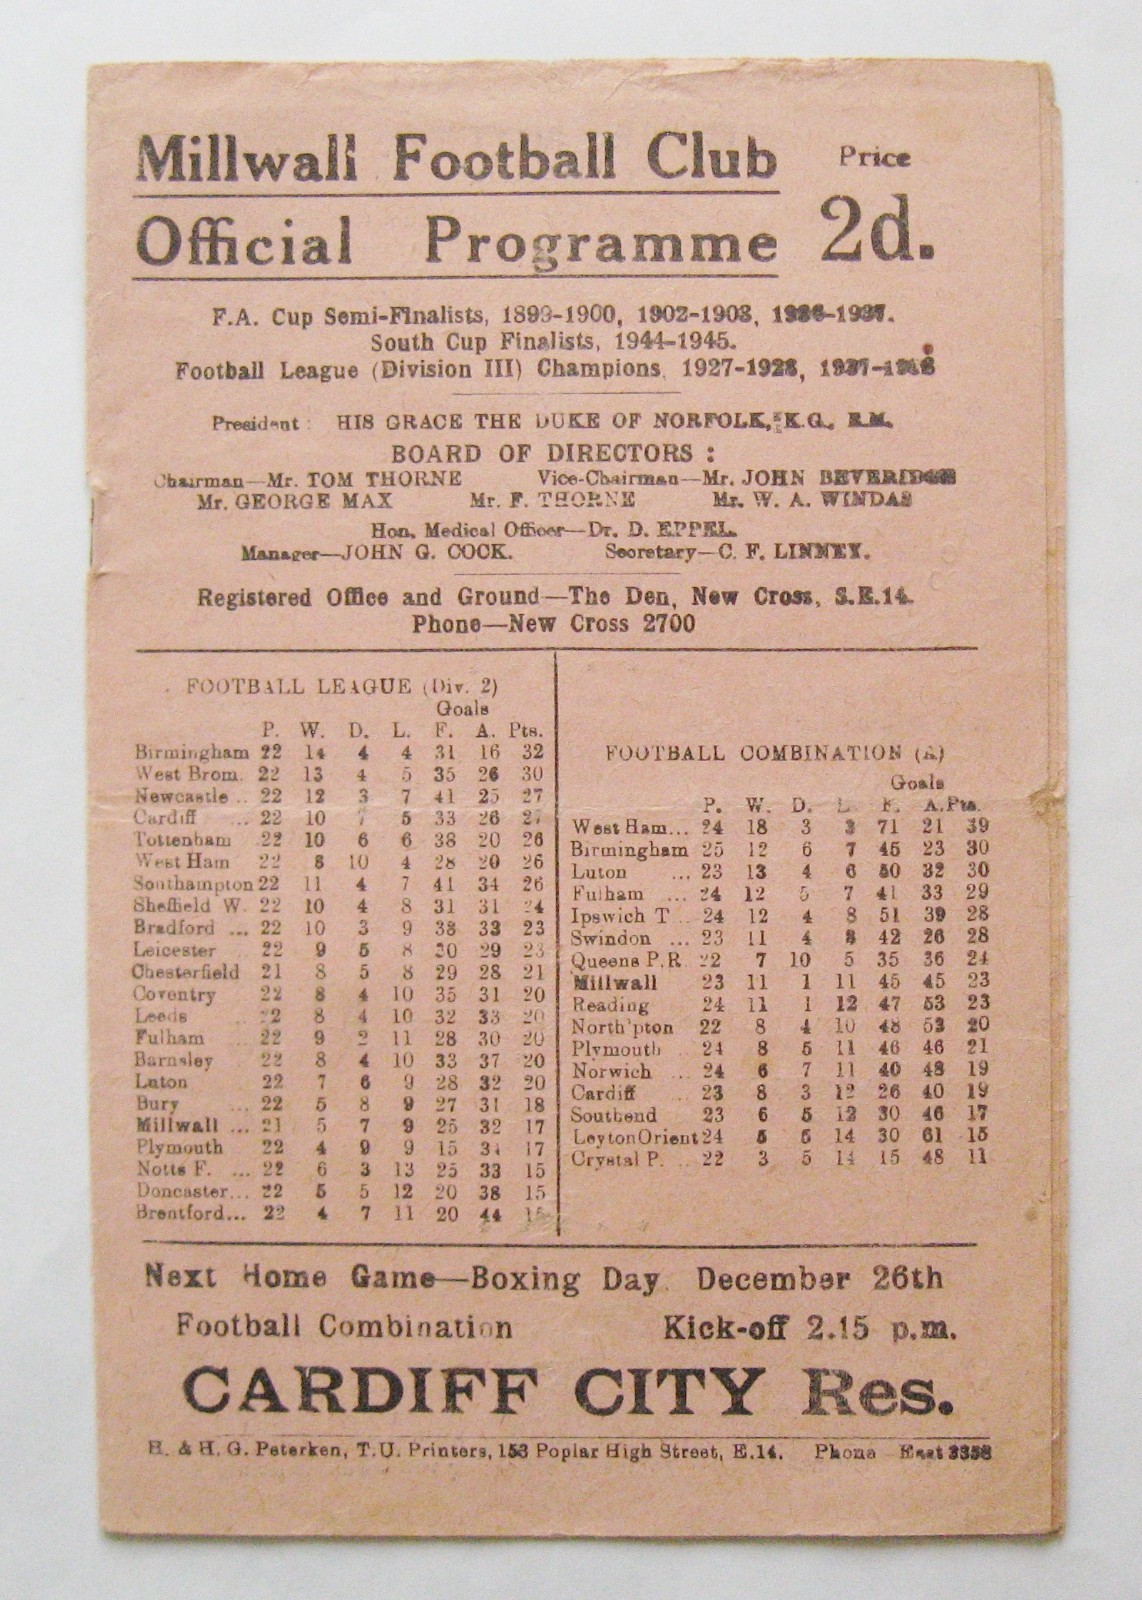 Millwall Football Club Price
Official Programme 2d.
F.A. Cup Semi-Finalists, 1899-1900, 1902-1903, 1936-1937.
South Cup Finalists, 1944-1945.
Football League (Division III) Champions, 1927-1928, 1937-1938
President: HIS GRACE THE DUKE OF NORFOLK, K.G., E.M.
BOARD OF DIRECTORS :
Chairman—Mr. TOM THORNE Vice-Chairman—Mr. JOHN BEVERIDGE
Mr. GEORGE MAX Mr. F. THORNE Mr. W. A. WINDAS
Hon. Medical Officer—Dr. D. EPPEL.
Manager—JOHN G. COCK. Secretary—C. F. LINNEY.
Registered Office and Ground—The Den, New Cross, S.E.14.
Phone—New Cross 2700
FOOTBALL LEAGUE (Div. 2)
Goals
P. W. D. L. F. A. Pts.
Birmingham 22 14 4 4 31 16 32
West Brom. 22 13 4 5 35 26 30
Newcastle .. 22 12 3 7 41 25 27
Cardiff .. 22 10 7 5 33 26 27
Tottenham 22 10 6 6 38 20 26
West Ham 22 8 10 4 28 20 26
Southampton 22 11 4 7 41 34 26
Sheffield W. 22 10 4 8 31 31 24
Bradford ... 22 10 3 9 38 33 23
Leicester 22 9 5 8 30 29 23
Chesterfield 21 8 5 8 29 28 21
Coventry 22 8 4 10 35 31 20
Leeds 22 8 4 10 32 33 20
Fulham 22 9 2 11 28 30 20
Barnsley 22 8 4 10 33 37 20
Luton 22 7 6 9 28 32 20
Bury ... 22 5 8 9 27 31 18
Millwall ... 21 5 7 9 25 32 17
Plymouth 22 4 9 9 15 34 17
Notts F. ... 22 6 3 13 25 33 15
Doncaster... 22 5 5 12 20 38 15
Brentford... 22 4 7 11 20 44 15
FOOTBALL COMBINATION (A)
Goals
P. W. D. L. F. A. Pts.
West Ham... 24 18 3 3 71 21 39
Birmingham 25 12 6 7 45 23 30
Luton ... 23 13 4 6 50 32 30
Fulham ... 24 12 5 7 41 33 29
Ipswich T .. 24 12 4 8 51 39 28
Swindon ... 23 11 4 8 42 26 28
Queens P.R. 22 7 10 5 35 36 24
Millwall 23 11 1 11 45 45 23
Reading 24 11 1 12 47 53 23
North'pton 22 8 4 10 48 53 20
Plymouth .. 24 8 5 11 46 46 21
Norwich ... 24 6 7 11 40 48 19
Cardiff .. 23 8 3 12 26 40 19
Southend 23 6 5 12 30 46 17
Leyton Orient 24 5 5 14 30 61 15
Crystal P. .. 22 3 5 14 15 48 11
Next Home Game—Boxing Day, December 26th
Football Combination Kick-off 2.15 p.m.
CARDIFF CITY Res.
H. & H. G. Peterken, T.U. Printers, 153 Poplar High Street, E.14. Phone East 3358